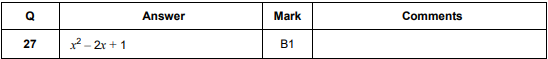 Q Answer Mark Comments
27 x² – 2x + 1 B1